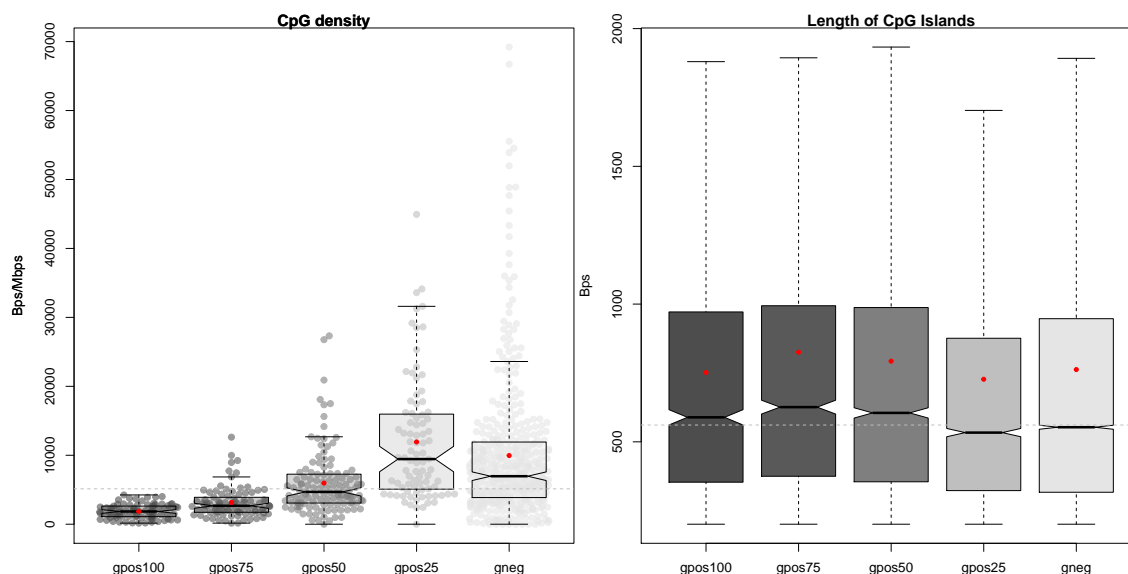 CpG density
Bps/Mbps
70000
60000
50000
40000
30000
20000
10000
0
gpos100 gpos75 gpos50 gpos25 gneg
Length of CpG Islands
Bps
2000
1500
1000
500
gpos100 gpos75 gpos50 gpos25 gneg